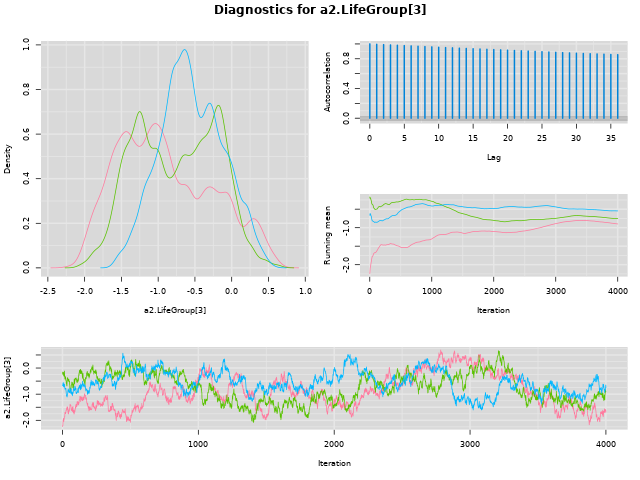 Diagnostics for a2.LifeGroup[3]
Density
0.0 0.2 0.4 0.6 0.8 1.0
-2.5 -2.0 -1.5 -1.0 -0.5 0.0 0.5 1.0
a2.LifeGroup[3]
Autocorrelation
0.0 0.4 0.8
0 5 10 15 20 25 30 35
Lag
Running mean
-2.0 -1.0
0 1000 2000 3000 4000
Iteration
a2.LifeGroup[3]
-2.0 -1.0 0.0
0 1000 2000 3000 4000
Iteration